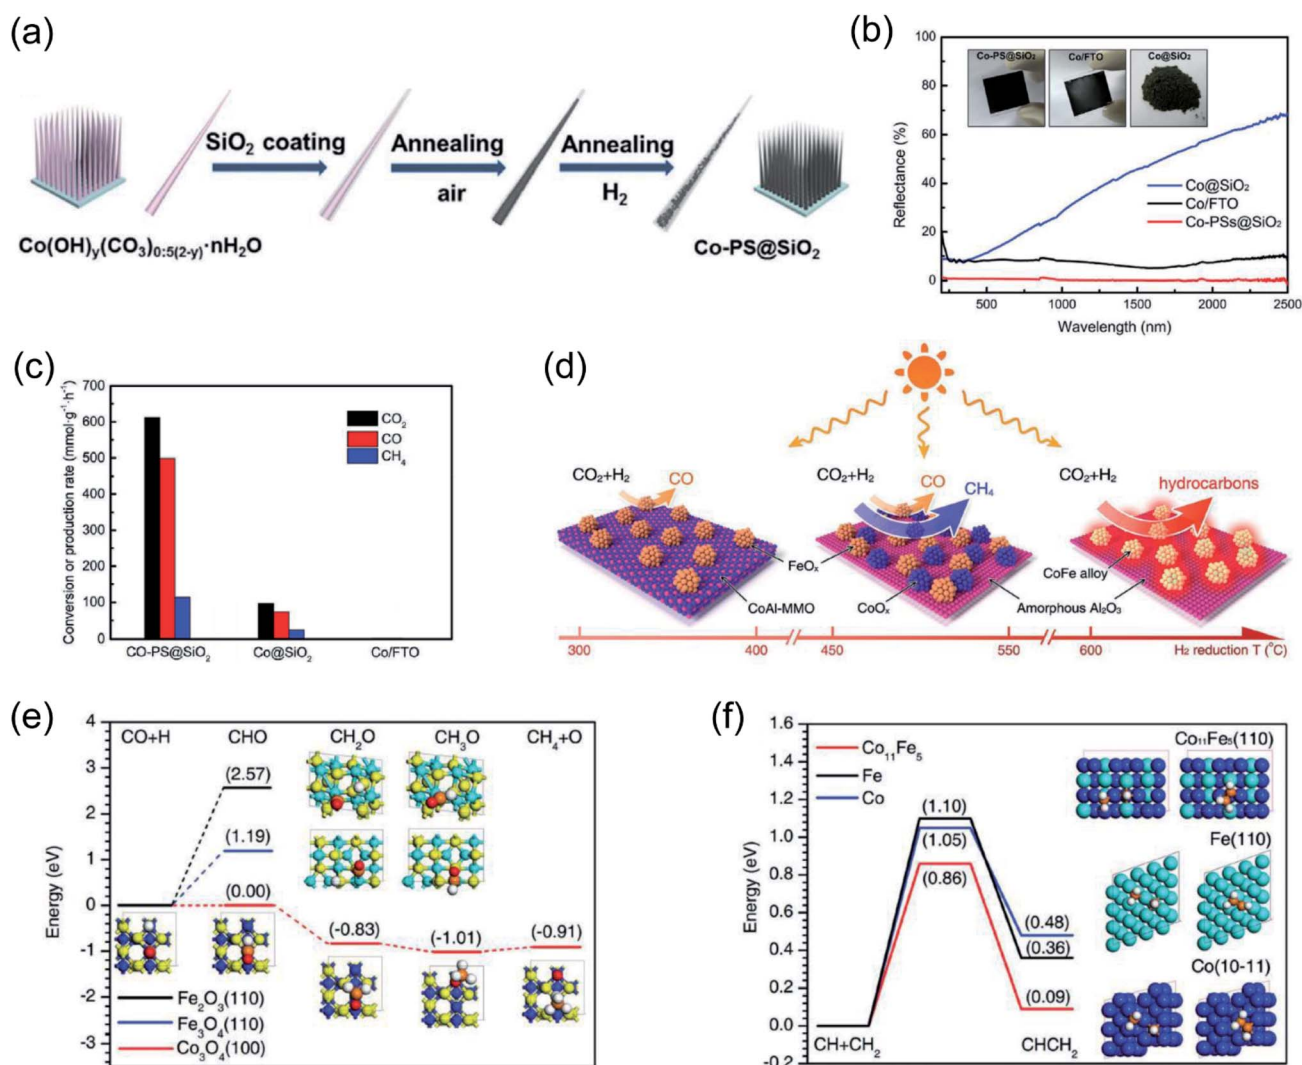 (a)
SiO₂ coating
Annealing
air
Annealing
H₂
Co(OH)y(CO₃)0:5(2-y)·nH₂O
Co-PS@SiO₂
(b)
Co-PS@SiO₂
Co/FTO
Co@SiO₂
100
80
60
40
20
0
Reflectance (%)
Co@SiO₂
Co/FTO
Co-PSs@SiO₂
500
1000
1500
2000
2500
Wavelength (nm)
(c)
700
600
500
400
300
200
100
0
Conversion or production rate (mmol·g⁻¹·h⁻¹)
CO₂
CO
CH₄
CO-PS@SiO₂
Co@SiO₂
Co/FTO
(d)
CO₂+H₂
CO
CO₂+H₂
CO
CH₄
CO₂+H₂
hydrocarbons
FeOₓ
CoAl-MMO
CoOₓ
CoFe alloy
Amorphous Al₂O₃
300
400
450
550
600
H₂ reduction T (°C)
(e)
4
3
2
1
0
-1
-2
-3
Energy (eV)
CO+H
CHO
CH₂O
CH₃O
CH₄+O
(2.57)
(1.19)
(0.00)
(-0.83)
(-1.01)
(-0.91)
Fe₂O₃(110)
Fe₃O₄(110)
Co₃O₄(100)
(f)
1.6
1.4
1.2
1.0
0.8
0.6
0.4
0.2
0.0
-0.2
Energy (eV)
Co₁₁Fe₅
Fe
Co
(1.10)
(1.05)
(0.86)
(0.48)
(0.36)
(0.09)
CH+CH₂
CHCH₂
Co₁₁Fe₅(110)
Fe(110)
Co(10-11)